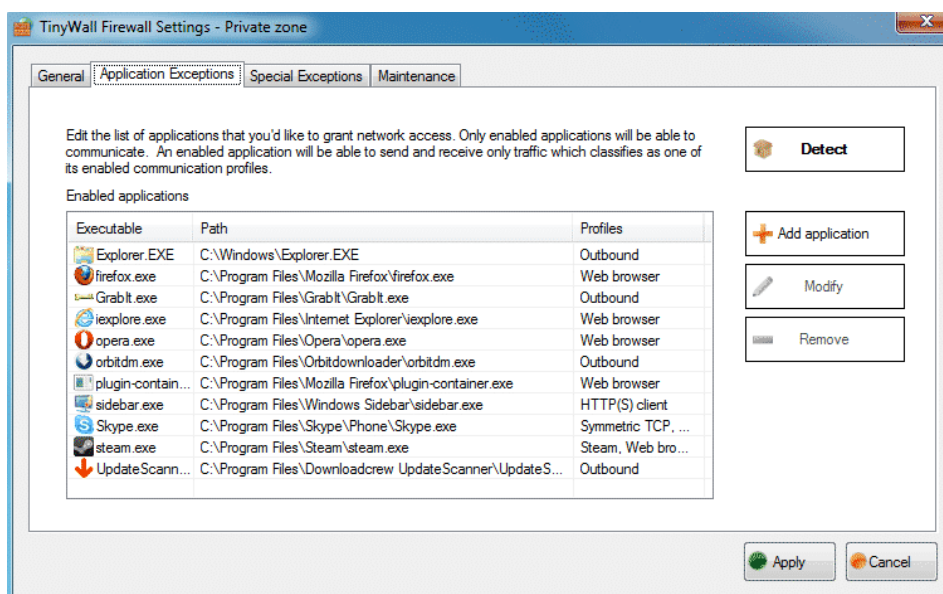 TinyWall Firewall Settings - Private zone
General Application Exceptions Special Exceptions Maintenance
Edit the list of applications that you'd like to grant network access. Only enabled applications will be able to
communicate. An enabled application will be able to send and receive only traffic which classifies as one of
its enabled communication profiles.
Detect
Enabled applications
Executable Path Profiles
Explorer.EXE C:\Windows\Explorer.EXE Outbound
firefox.exe C:\Program Files\Mozilla Firefox\firefox.exe Web browser
GrabIt.exe C:\Program Files\GrabIt\GrabIt.exe Outbound
iexplore.exe C:\Program Files\Internet Explorer\iexplore.exe Web browser
opera.exe C:\Program Files\Opera\opera.exe Web browser
orbitdm.exe C:\Program Files\Orbitdownloader\orbitdm.exe Outbound
plugin-contain... C:\Program Files\Mozilla Firefox\plugin-container.exe Web browser
sidebar.exe C:\Program Files\Windows Sidebar\sidebar.exe HTTP(S) client
Skype.exe C:\Program Files\Skype\Phone\Skype.exe Symmetric TCP, ...
steam.exe C:\Program Files\Steam\steam.exe Steam, Web bro...
UpdateScann... C:\Program Files\Downloadcrew UpdateScanner\UpdateS... Outbound
Add application
Modify
Remove
Apply Cancel